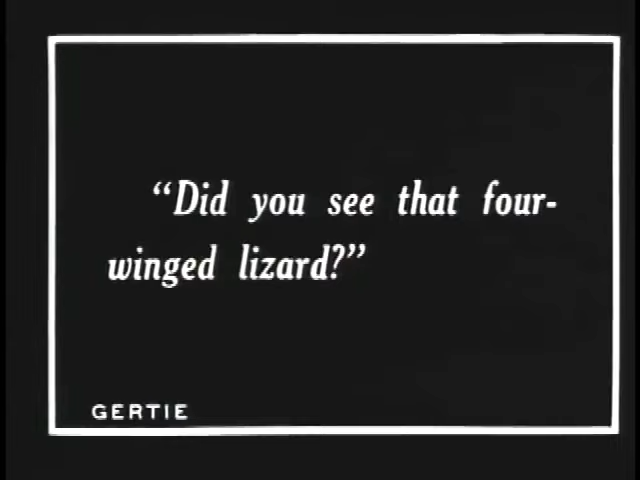 “Did you see that four-
winged lizard?”
GERTIE